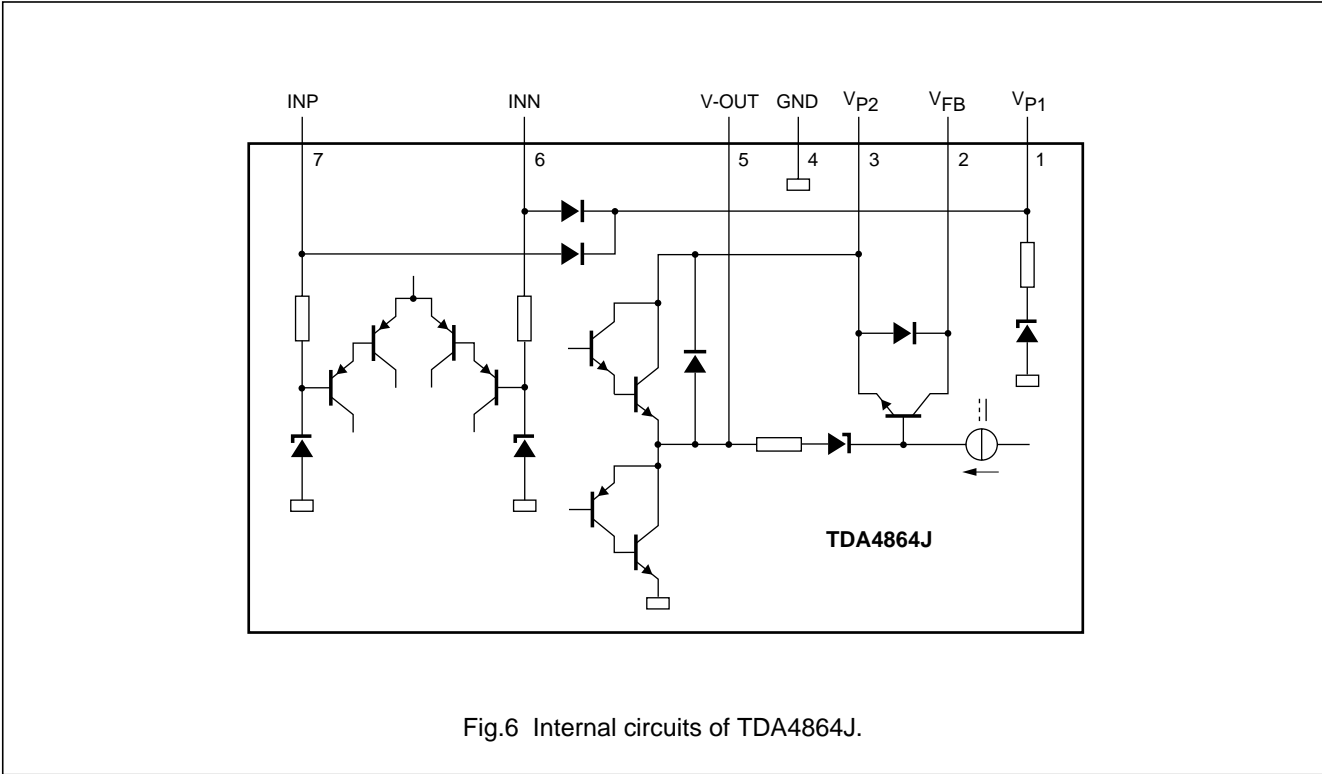 INP INN V-OUT GND VP2 VFB VP1
7 6 5 4 3 2 1
TDA4864J
Fig.6 Internal circuits of TDA4864J.